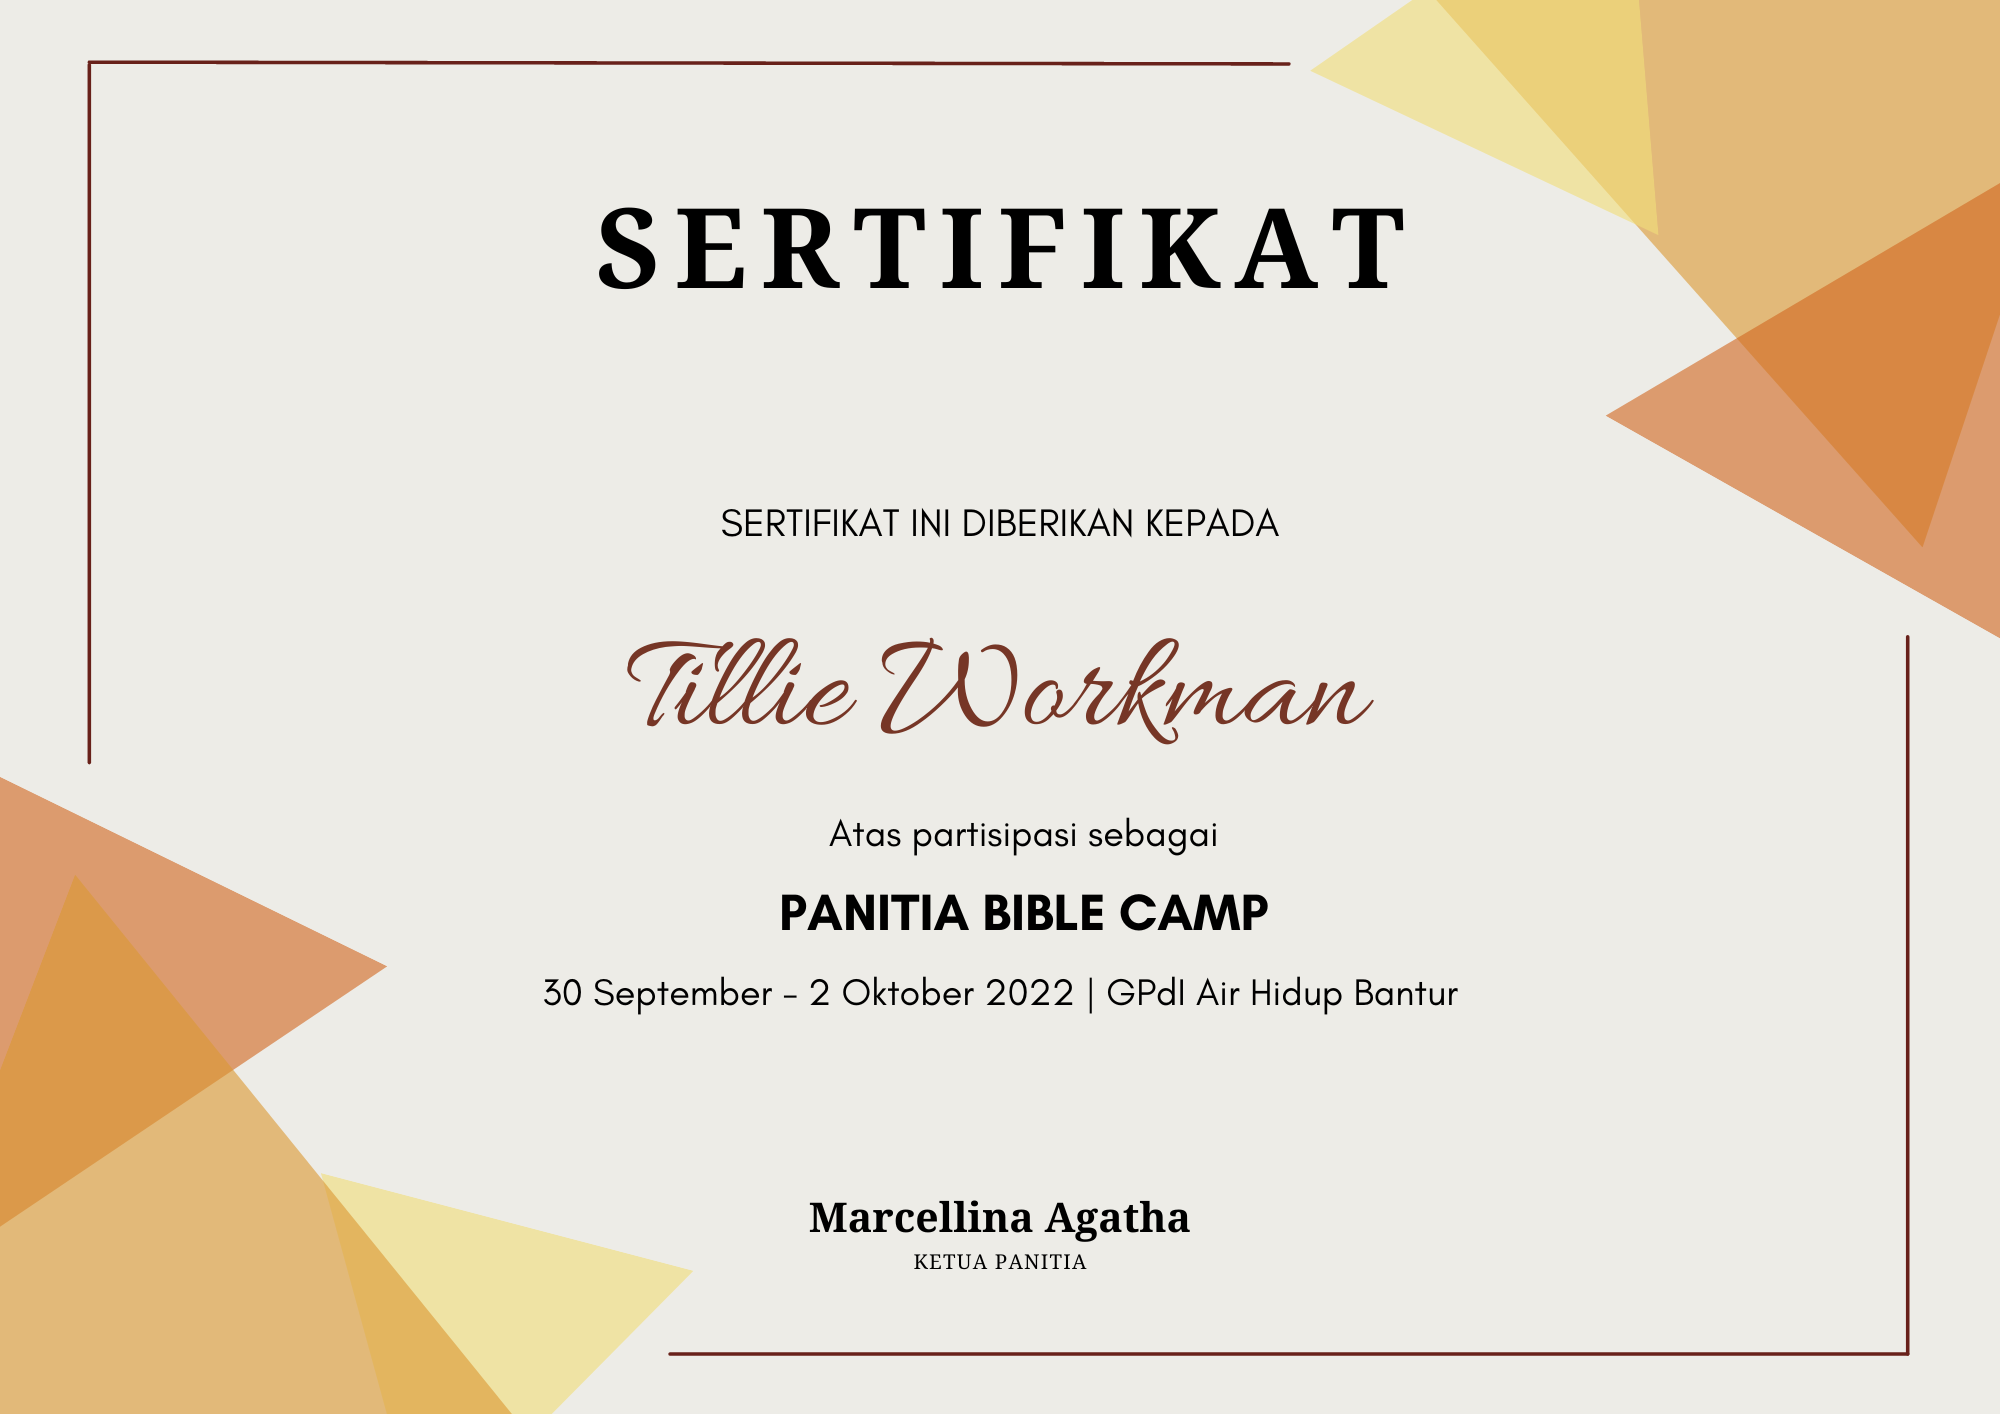 SERTIFIKAT
SERTIFIKAT INI DIBERIKAN KEPADA
Tillie Workman
Atas partisipasi sebagai
PANITIA BIBLE CAMP
30 September - 2 Oktober 2022 | GPdI Air Hidup Bantur
Marcellina Agatha
KETUA PANITIA